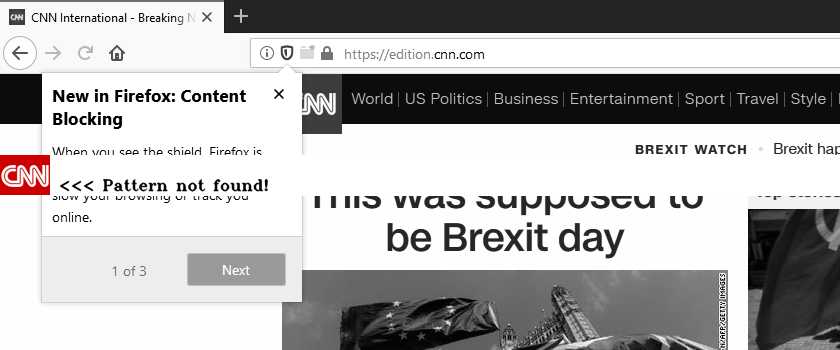 CNN CNN International - Breaking N
https://edition.cnn.com
New in Firefox: Content
Blocking
CNN World | US Politics | Business | Entertainment | Sport | Travel | Style |
When you see the shield, Firefox is
BREXIT WATCH • Brexit hap
CNN <<< Pattern not found!
slow your browsing or track you
online.
This was supposed to
be Brexit day
1 of 3 Next
/AFP/GETTY IMAGES